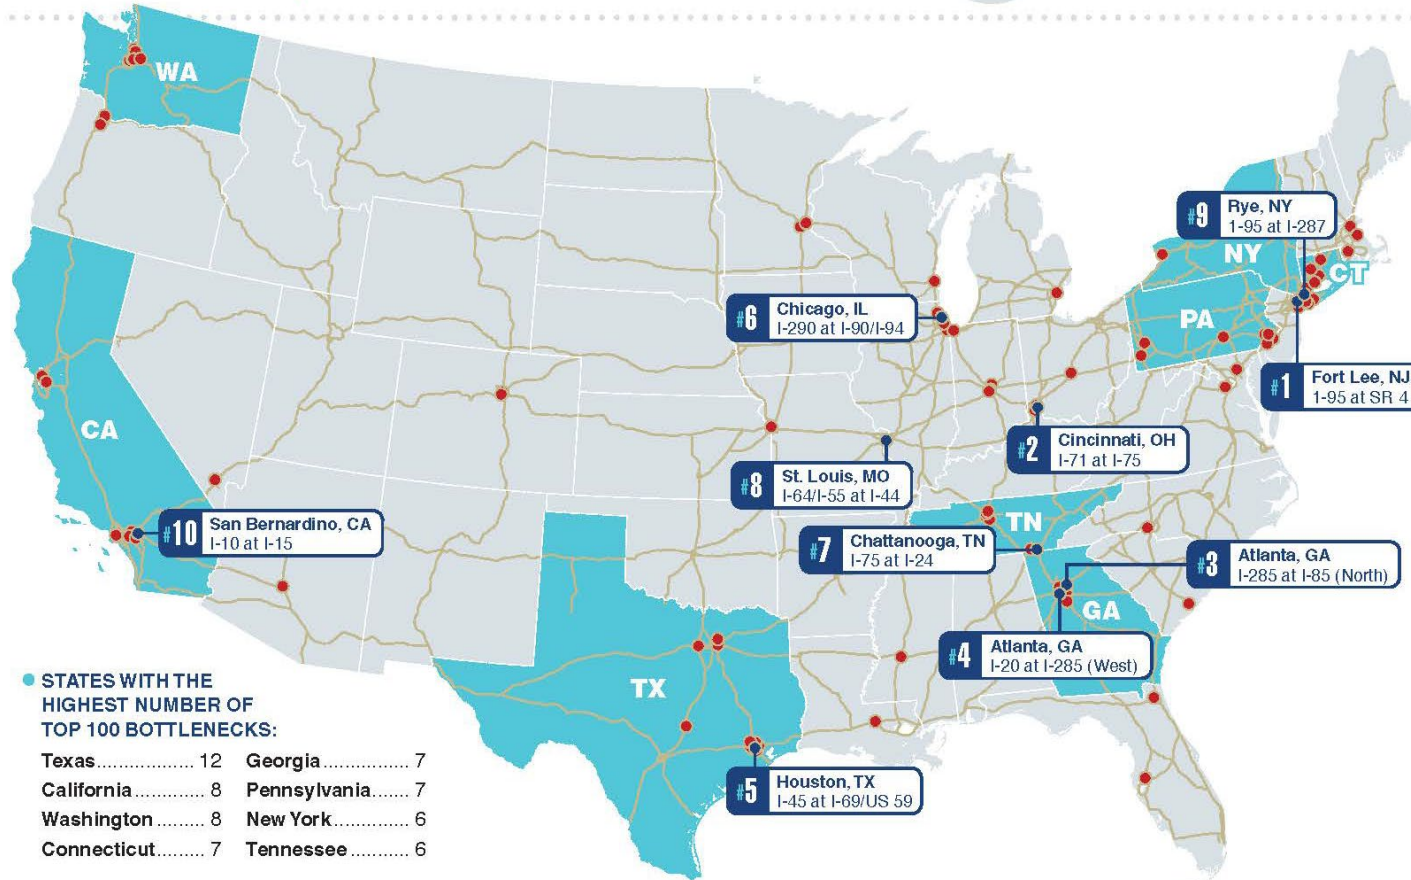 WA
#9 Rye, NY
1-95 at I-287
NY
CT
#6 Chicago, IL
I-290 at I-90/I-94
PA
#1 Fort Lee, NJ
1-95 at SR 4
CA
#2 Cincinnati, OH
I-71 at I-75
#8 St. Louis, MO
I-64/I-55 at I-44
#10 San Bernardino, CA
I-10 at I-15
TN
#7 Chattanooga, TN
I-75 at I-24
#3 Atlanta, GA
I-285 at I-85 (North)
GA
#4 Atlanta, GA
I-20 at I-285 (West)
TX
#5 Houston, TX
I-45 at I-69/US 59
STATES WITH THE
HIGHEST NUMBER OF
TOP 100 BOTTLENECKS:
Texas................. 12 Georgia ............... 7
California ............. 8 Pennsylvania...... 7
Washington ........ 8 New York............. 6
Connecticut......... 7 Tennessee ........... 6